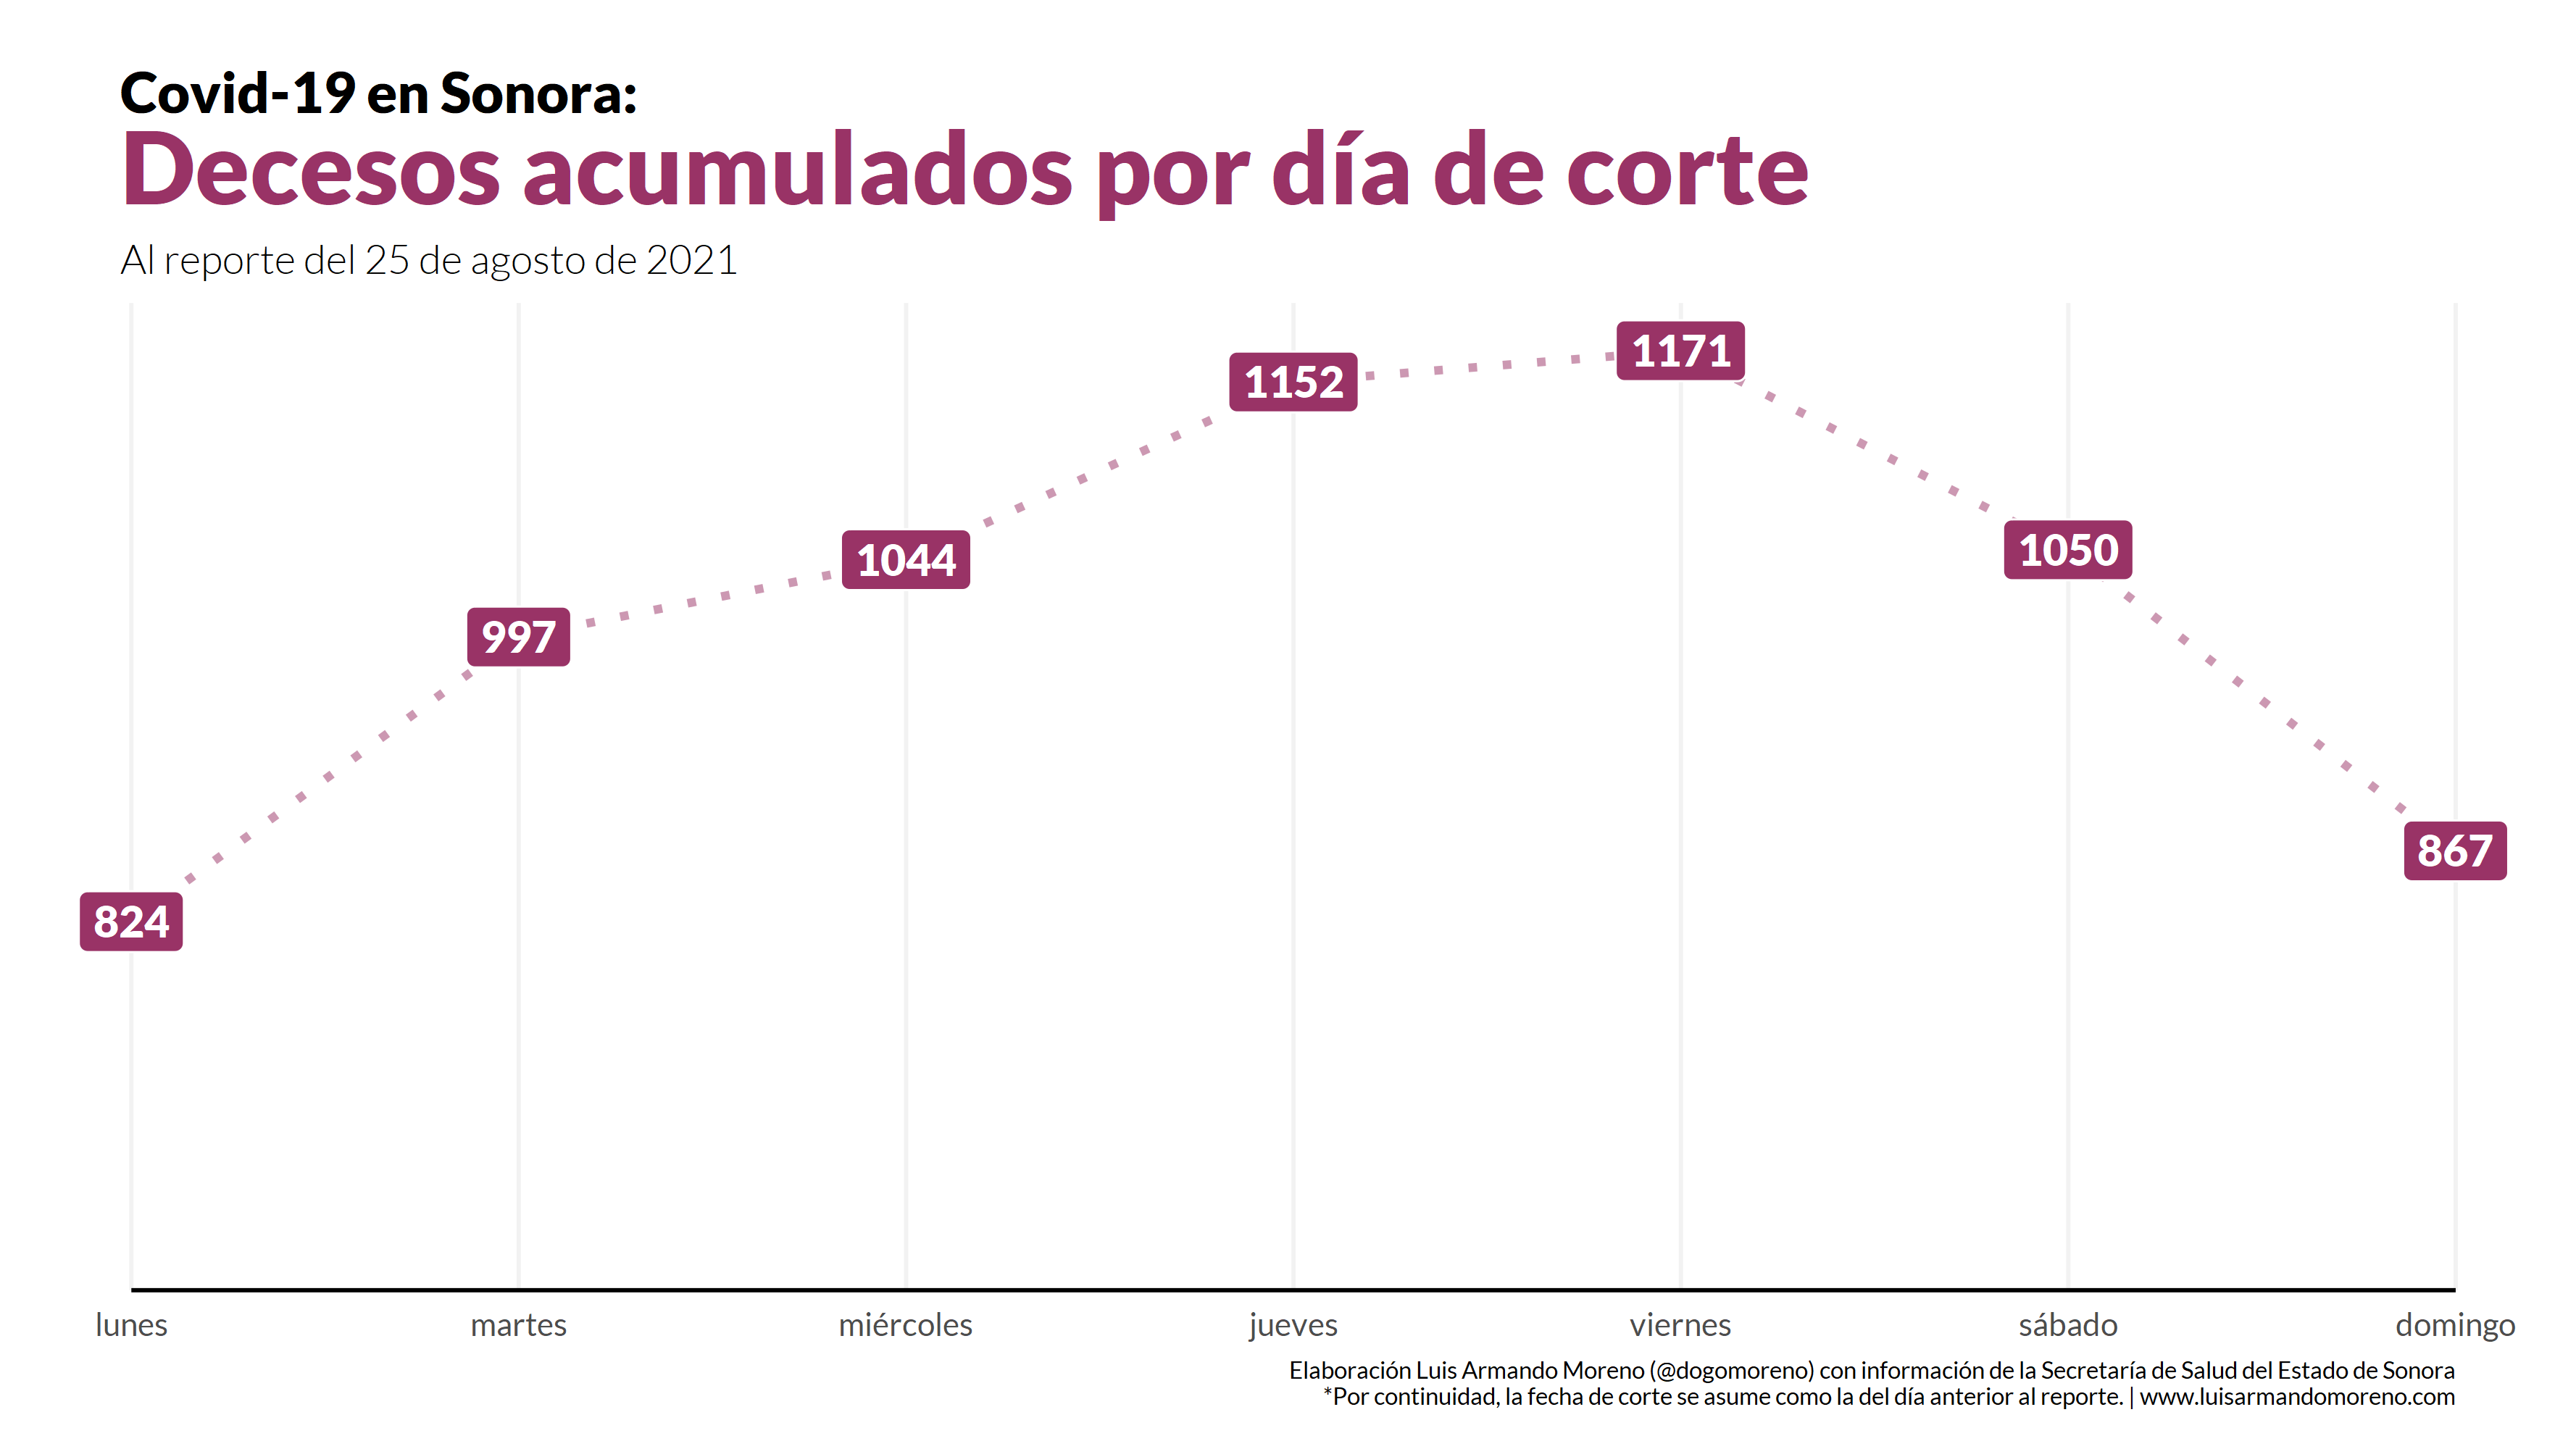 Covid-19 en Sonora:
Decesos acumulados por día de corte
Al reporte del 25 de agosto de 2021
1171
1152
1050
1044
997
867
824
lunes martes miércoles jueves viernes sábado domingo
Elaboración Luis Armando Moreno (@dogomoreno) con información de la Secretaría de Salud del Estado de Sonora
*Por continuidad, la fecha de corte se asume como la del día anterior al reporte. | www.luisarmandomoreno.com